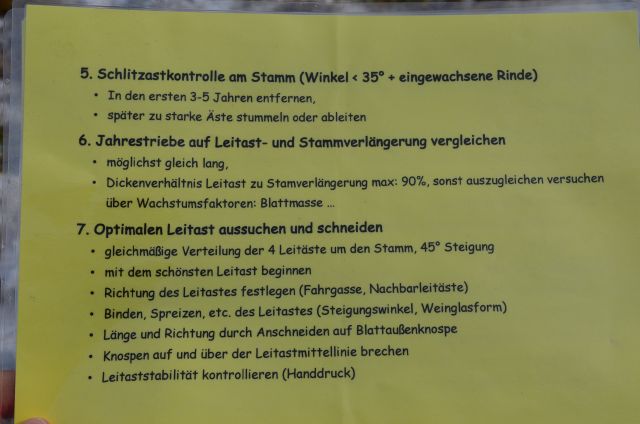 5. Schlitzastkontrolle am Stamm (Winkel < 35° + eingewachsene Rinde)
• In den ersten 3-5 Jahren entfernen,
• später zu starke Äste stummeln oder ableiten
6. Jahrestriebe auf Leitast- und Stammverlängerung vergleichen
• möglichst gleich lang,
• Dickenverhältnis Leitast zu Stamverlängerung max: 90%, sonst auszugleichen versuchen
über Wachstumsfaktoren: Blattmasse ...
7. Optimalen Leitast aussuchen und schneiden
• gleichmäßige Verteilung der 4 Leitäste um den Stamm, 45° Steigung
• mit dem schönsten Leitast beginnen
• Richtung des Leitastes festlegen (Fahrgasse, Nachbarleitäste)
• Binden, Spreizen, etc. des Leitastes (Steigungswinkel, Weinglasform)
• Länge und Richtung durch Anschneiden auf Blattaußenknospe
• Knospen auf und über der Leitastmittellinie brechen
• Leitaststabilität kontrollieren (Handdruck)